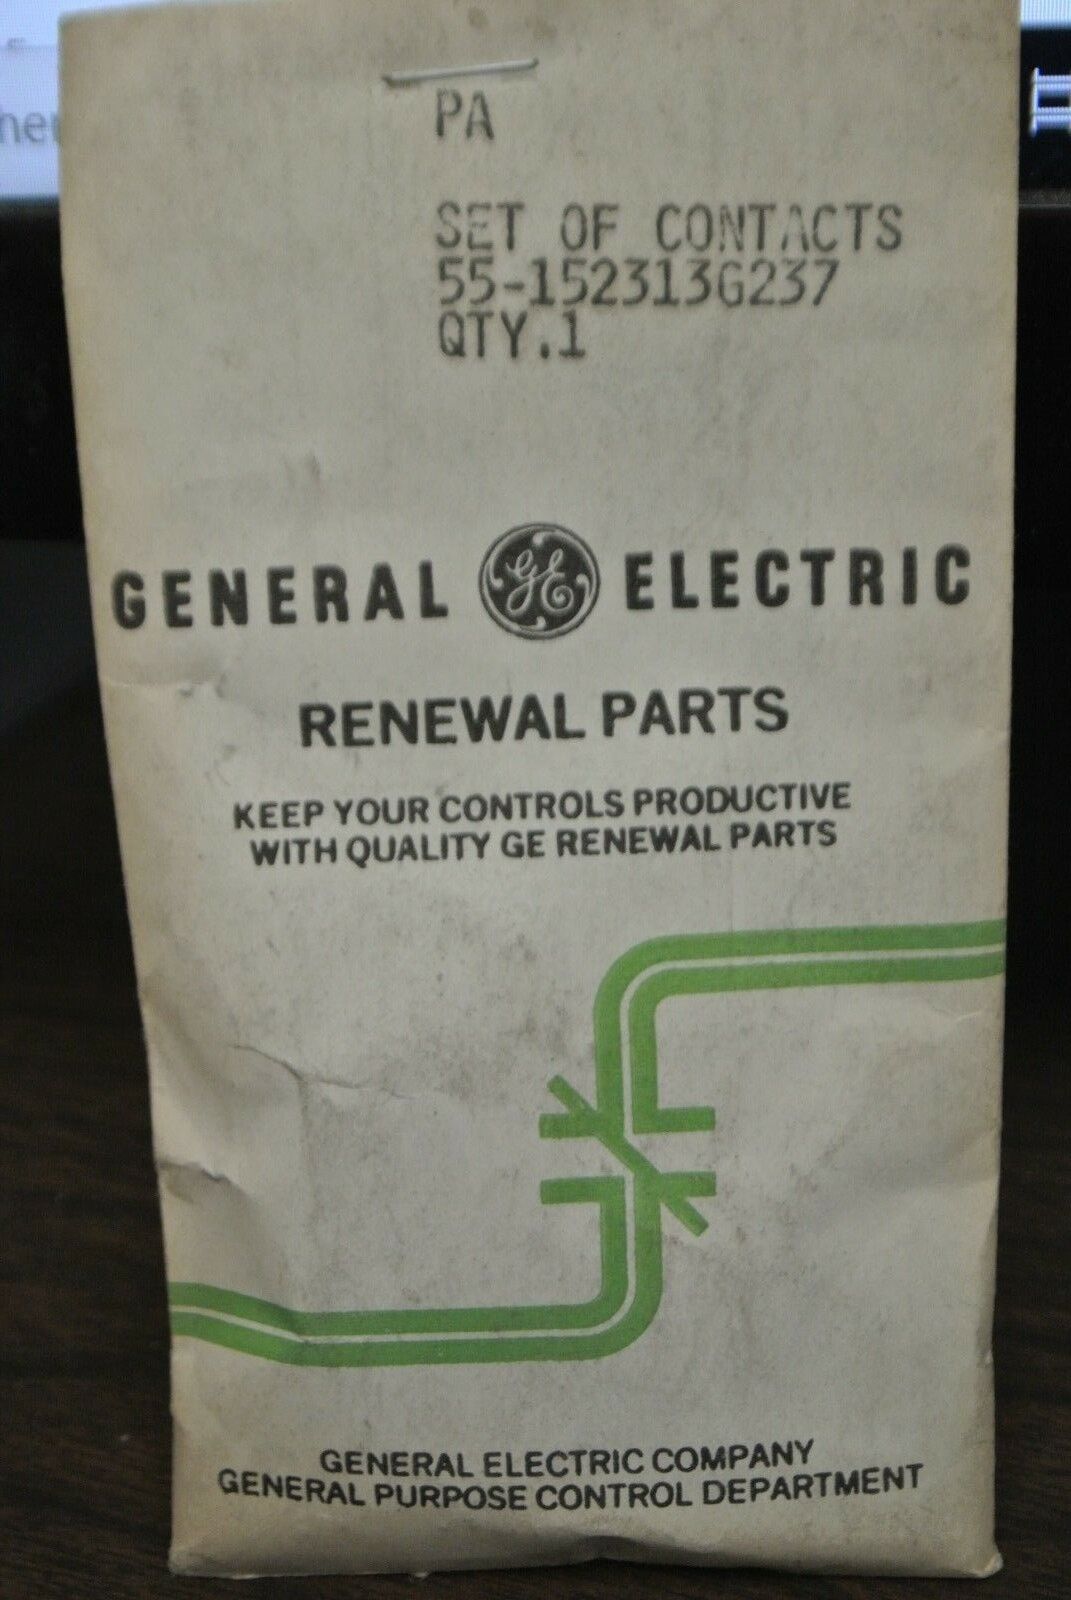 PA
SET OF CONTACTS
55-152313G237
QTY.1
GENERAL GE ELECTRIC
RENEWAL PARTS
KEEP YOUR CONTROLS PRODUCTIVE
WITH QUALITY GE RENEWAL PARTS
GENERAL ELECTRIC COMPANY
GENERAL PURPOSE CONTROL DEPARTMENT